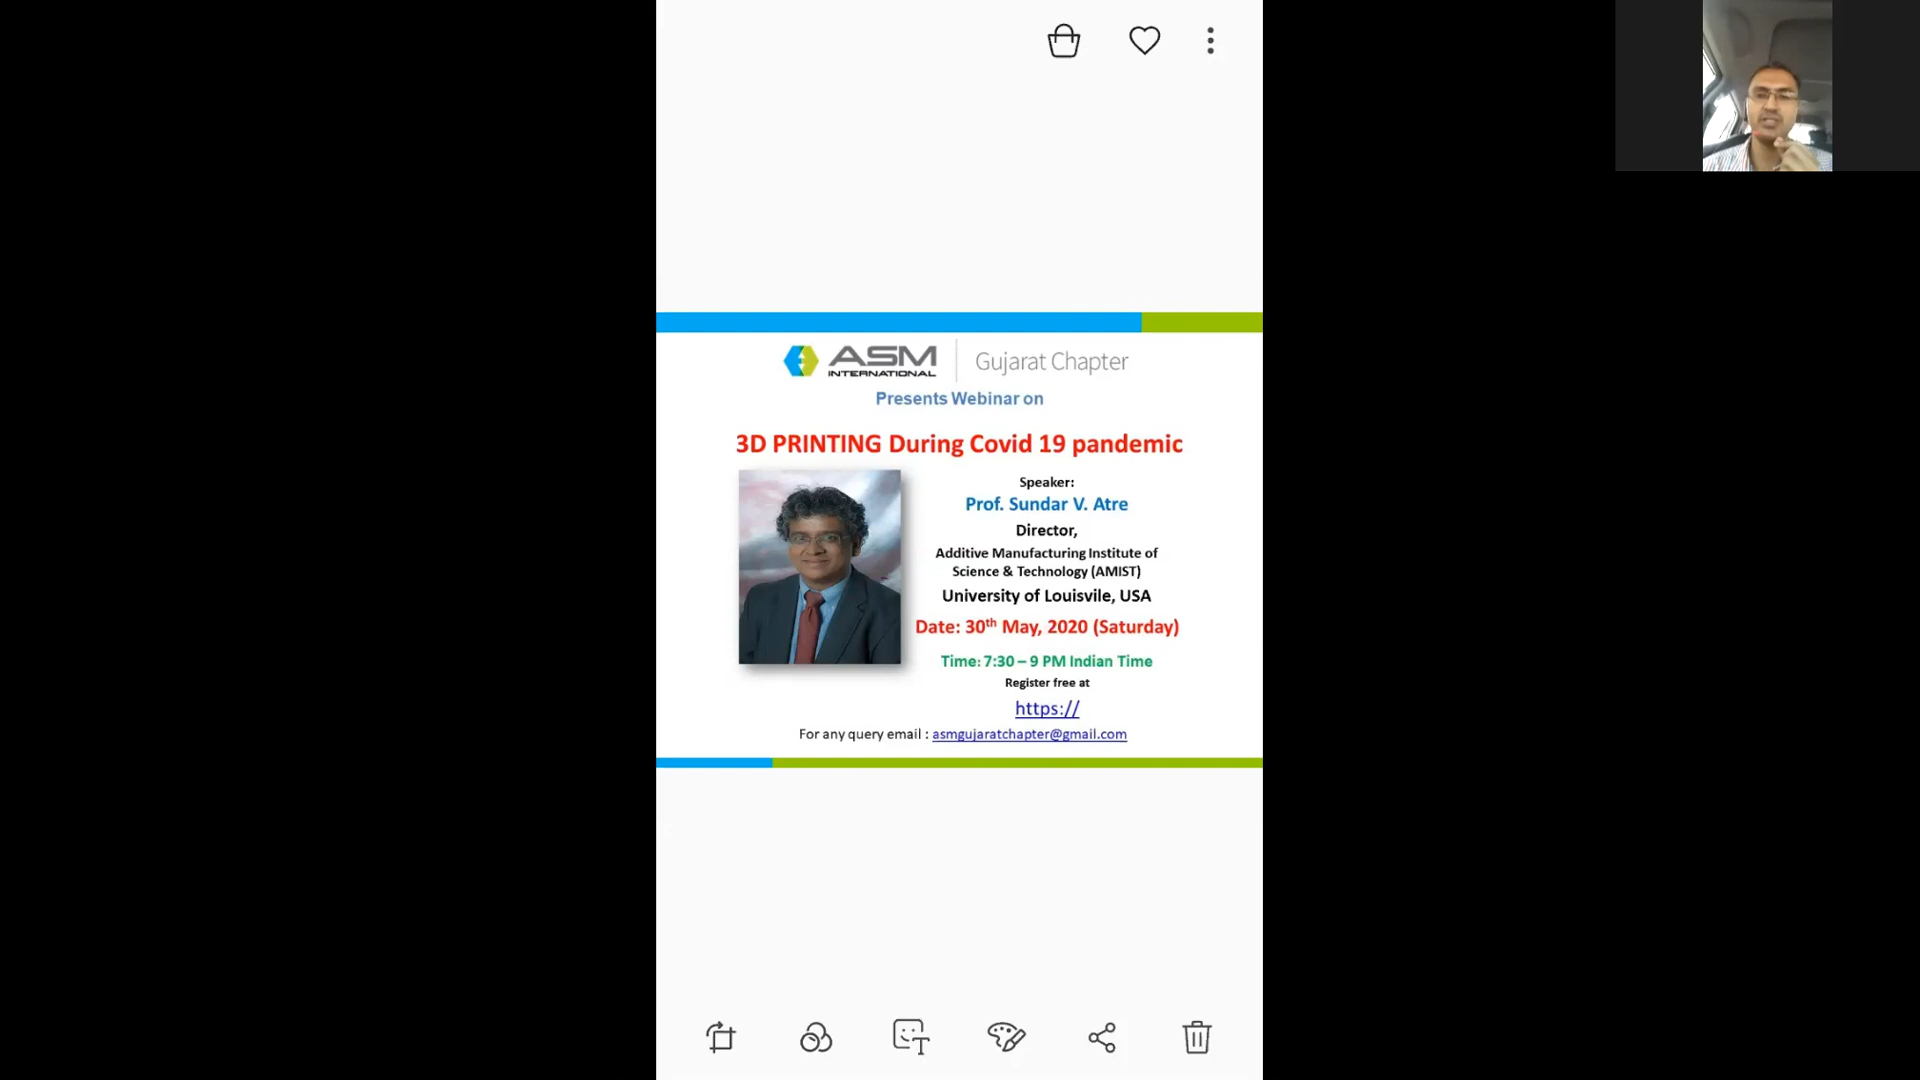 ASM INTERNATIONAL Gujarat Chapter
Presents Webinar on
3D PRINTING During Covid 19 pandemic
Speaker:
Prof. Sundar V. Atre
Director,
Additive Manufacturing Institute of
Science & Technology (AMIST)
University of Louisvile, USA
Date: 30th May, 2020 (Saturday)
Time: 7:30 – 9 PM Indian Time
Register free at
https://
For any query email : asmgujaratchapter@gmail.com